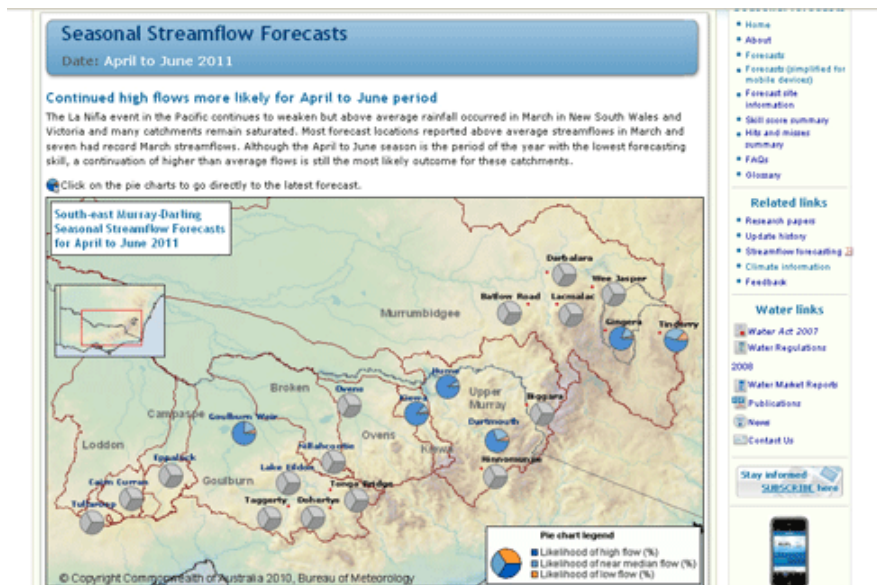 Seasonal Streamflow Forecasts
Date: April to June 2011
Continued high flows more likely for April to June period
The La Niña event in the Pacific continues to weaken but above average rainfall occurred in March in New South Wales and
Victoria and many catchments remain saturated. Most forecast locations reported above average streamflows in March and
seven had record March streamflows. Although the April to June season is the period of the year with the lowest forecasting
skill, a continuation of higher than average flows is still the most likely outcome for these catchments.
Click on the pie charts to go directly to the latest forecast.
South-east Murray-Darling
Seasonal Streamflow Forecasts
for April to June 2011
Darbalara
Wee Jasper
Batlow Road
Lacmalac
Murrumbidgee
Gingera
Tinderry
Hume
Broken
Ovens
Upper
Murray
Biggara
Kiewa
Campaspe
Goulburn Weir
Dartmouth
Ovens
Loddon
Kiewa
Eppalock
Lake Eildon
Hinnomunjie
Goulburn
Cairn Curran
Tonga Bridge
Tullaroop
Taggerty
Dohertys
Pie chart legend
Likelihood of high flow (%)
Likelihood of near median flow (%)
Likelihood of low flow (%)
© Copyright Commonwealth of Australia 2010, Bureau of Meteorology
Home
About
Forecasts
Forecasts (simplified for
mobile devices)
Forecast site
information
Skill score summary
Hits and misses
summary
FAQs
Glossary
Related links
Research papers
Update history
Streamflow forecasting
Climate information
Feedback
Water links
Water Act 2007
Water Regulations
2008
Water Market Reports
Publications
News
Contact Us
Stay informed
SUBSCRIBE here